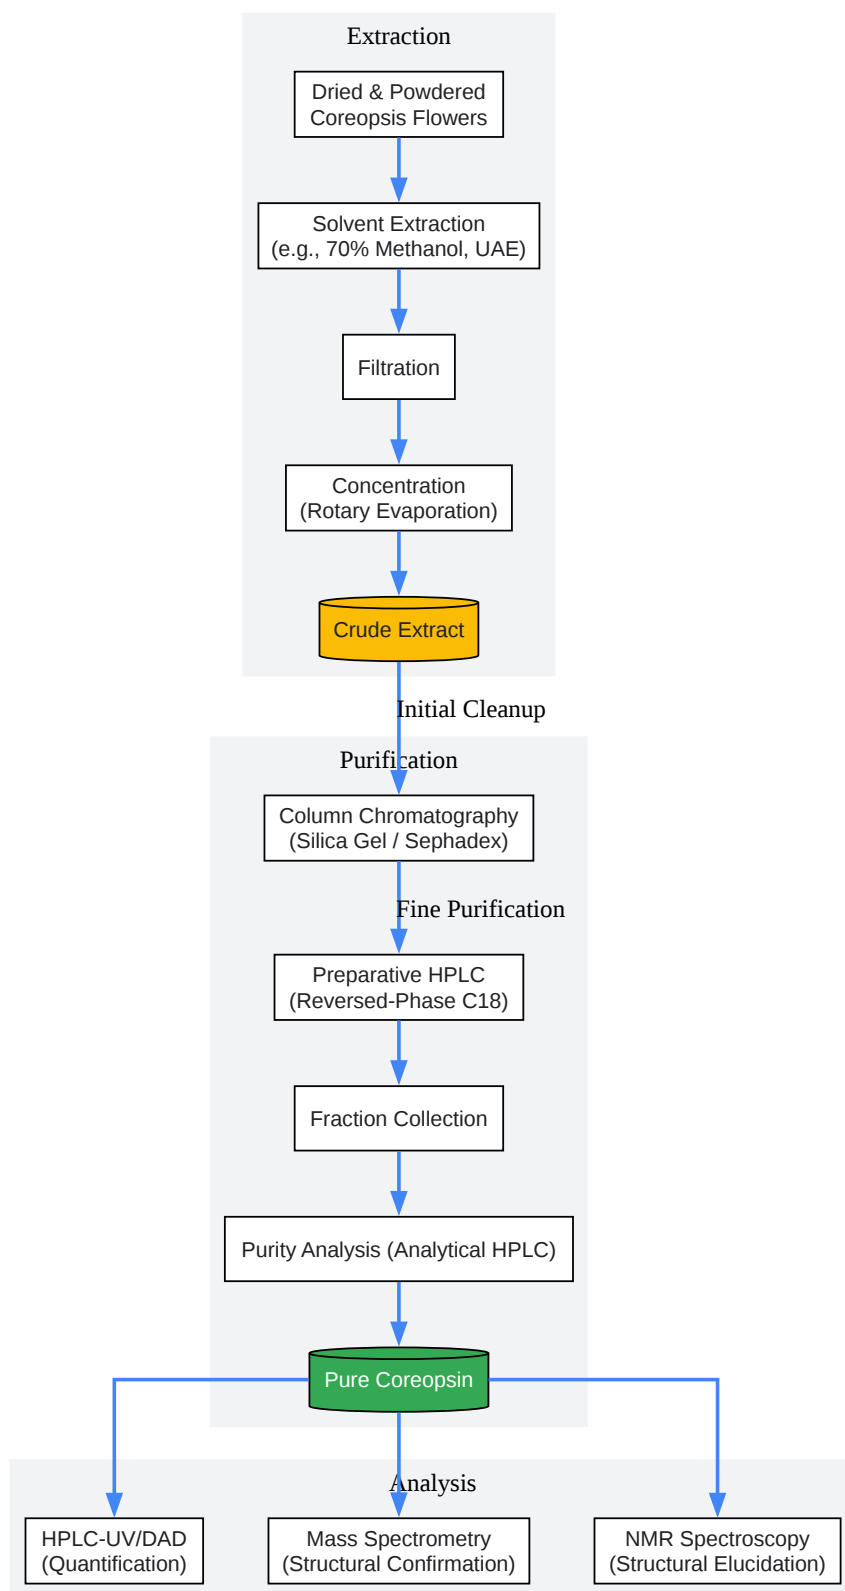 Extraction
Dried & Powdered
Coreopsis Flowers
Solvent Extraction
(e.g., 70% Methanol, UAE)
Filtration
Concentration
(Rotary Evaporation)
Crude Extract
Initial Cleanup
Purification
Column Chromatography
(Silica Gel / Sephadex)
Fine Purification
Preparative HPLC
(Reversed-Phase C18)
Fraction Collection
Purity Analysis (Analytical HPLC)
Pure Coreopsin
Analysis
HPLC-UV/DAD
(Quantification)
Mass Spectrometry
(Structural Confirmation)
NMR Spectroscopy
(Structural Elucidation)